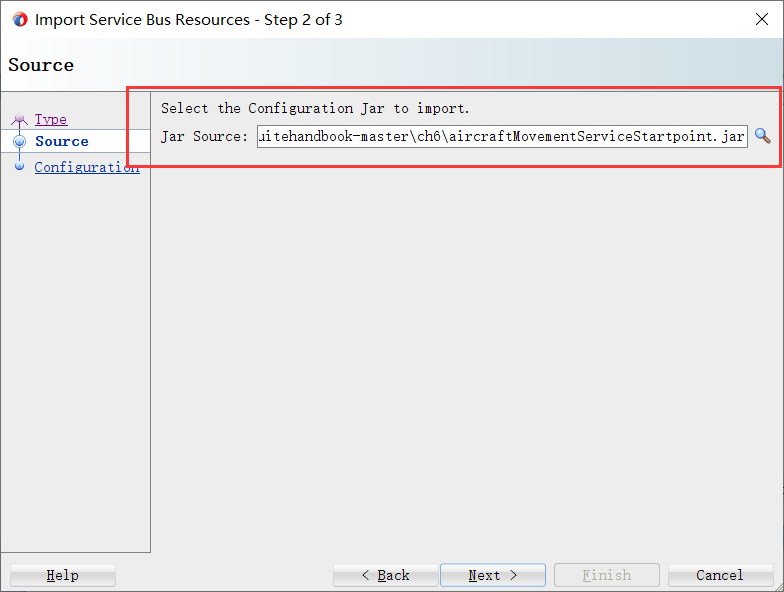 Import Service Bus Resources - Step 2 of 3
Source
Type
Source
Configuration
Select the Configuration Jar to import.
Jar Source: uitehandbook-master\ch6\aircraftMovementServiceStartpoint.jar
Help
< Back
Next >
Finish
Cancel